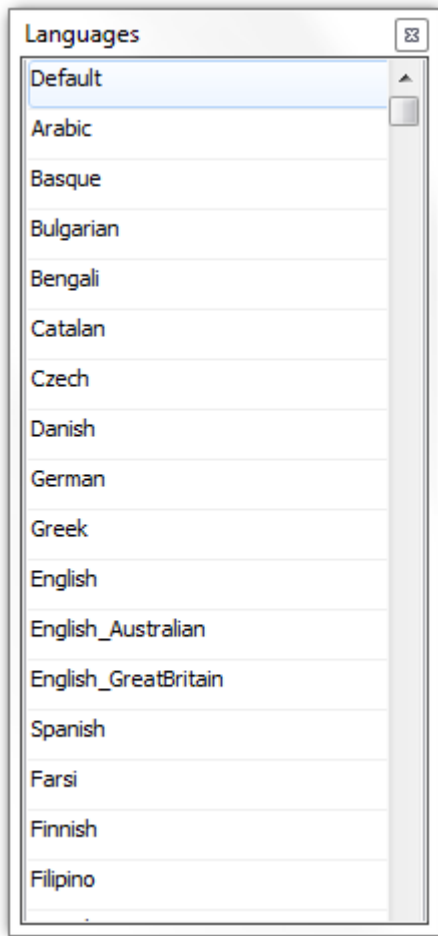 Languages
Default
Arabic
Basque
Bulgarian
Bengali
Catalan
Czech
Danish
German
Greek
English
English_Australian
English_GreatBritain
Spanish
Farsi
Finnish
Filipino